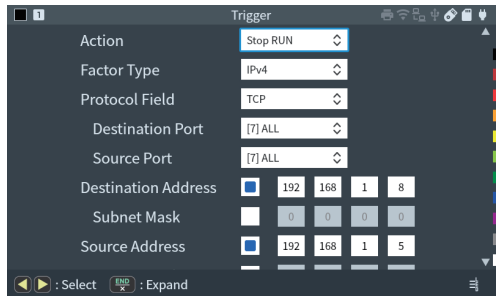 1 Trigger
Action Stop RUN
Factor Type IPv4
Protocol Field TCP
Destination Port [7] ALL
Source Port [7] ALL
Destination Address 192 168 1 8
Subnet Mask 0 0 0 0
Source Address 192 168 1 5
: Select END × : Expand